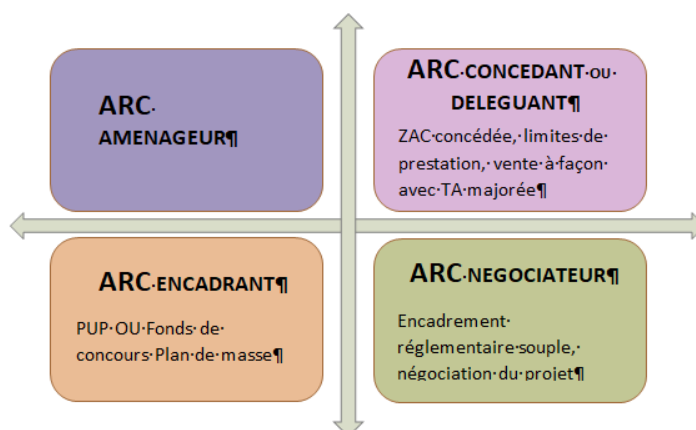 ARC·
AMENAGEUR¶
ARC·CONCEDANT·OU·
DELEGUANT¶
ZAC·concédée,·limites·de·
prestation,·vente·à·façon·
avec·TA·majorée¶
ARC·ENCADRANT¶
PUP·OU·Fonds·de·
concours·Plan·de·masse¶
ARC·NEGOCIATEUR¶
Encadrement·
réglementaire·souple,·
négociation·du·projet¶